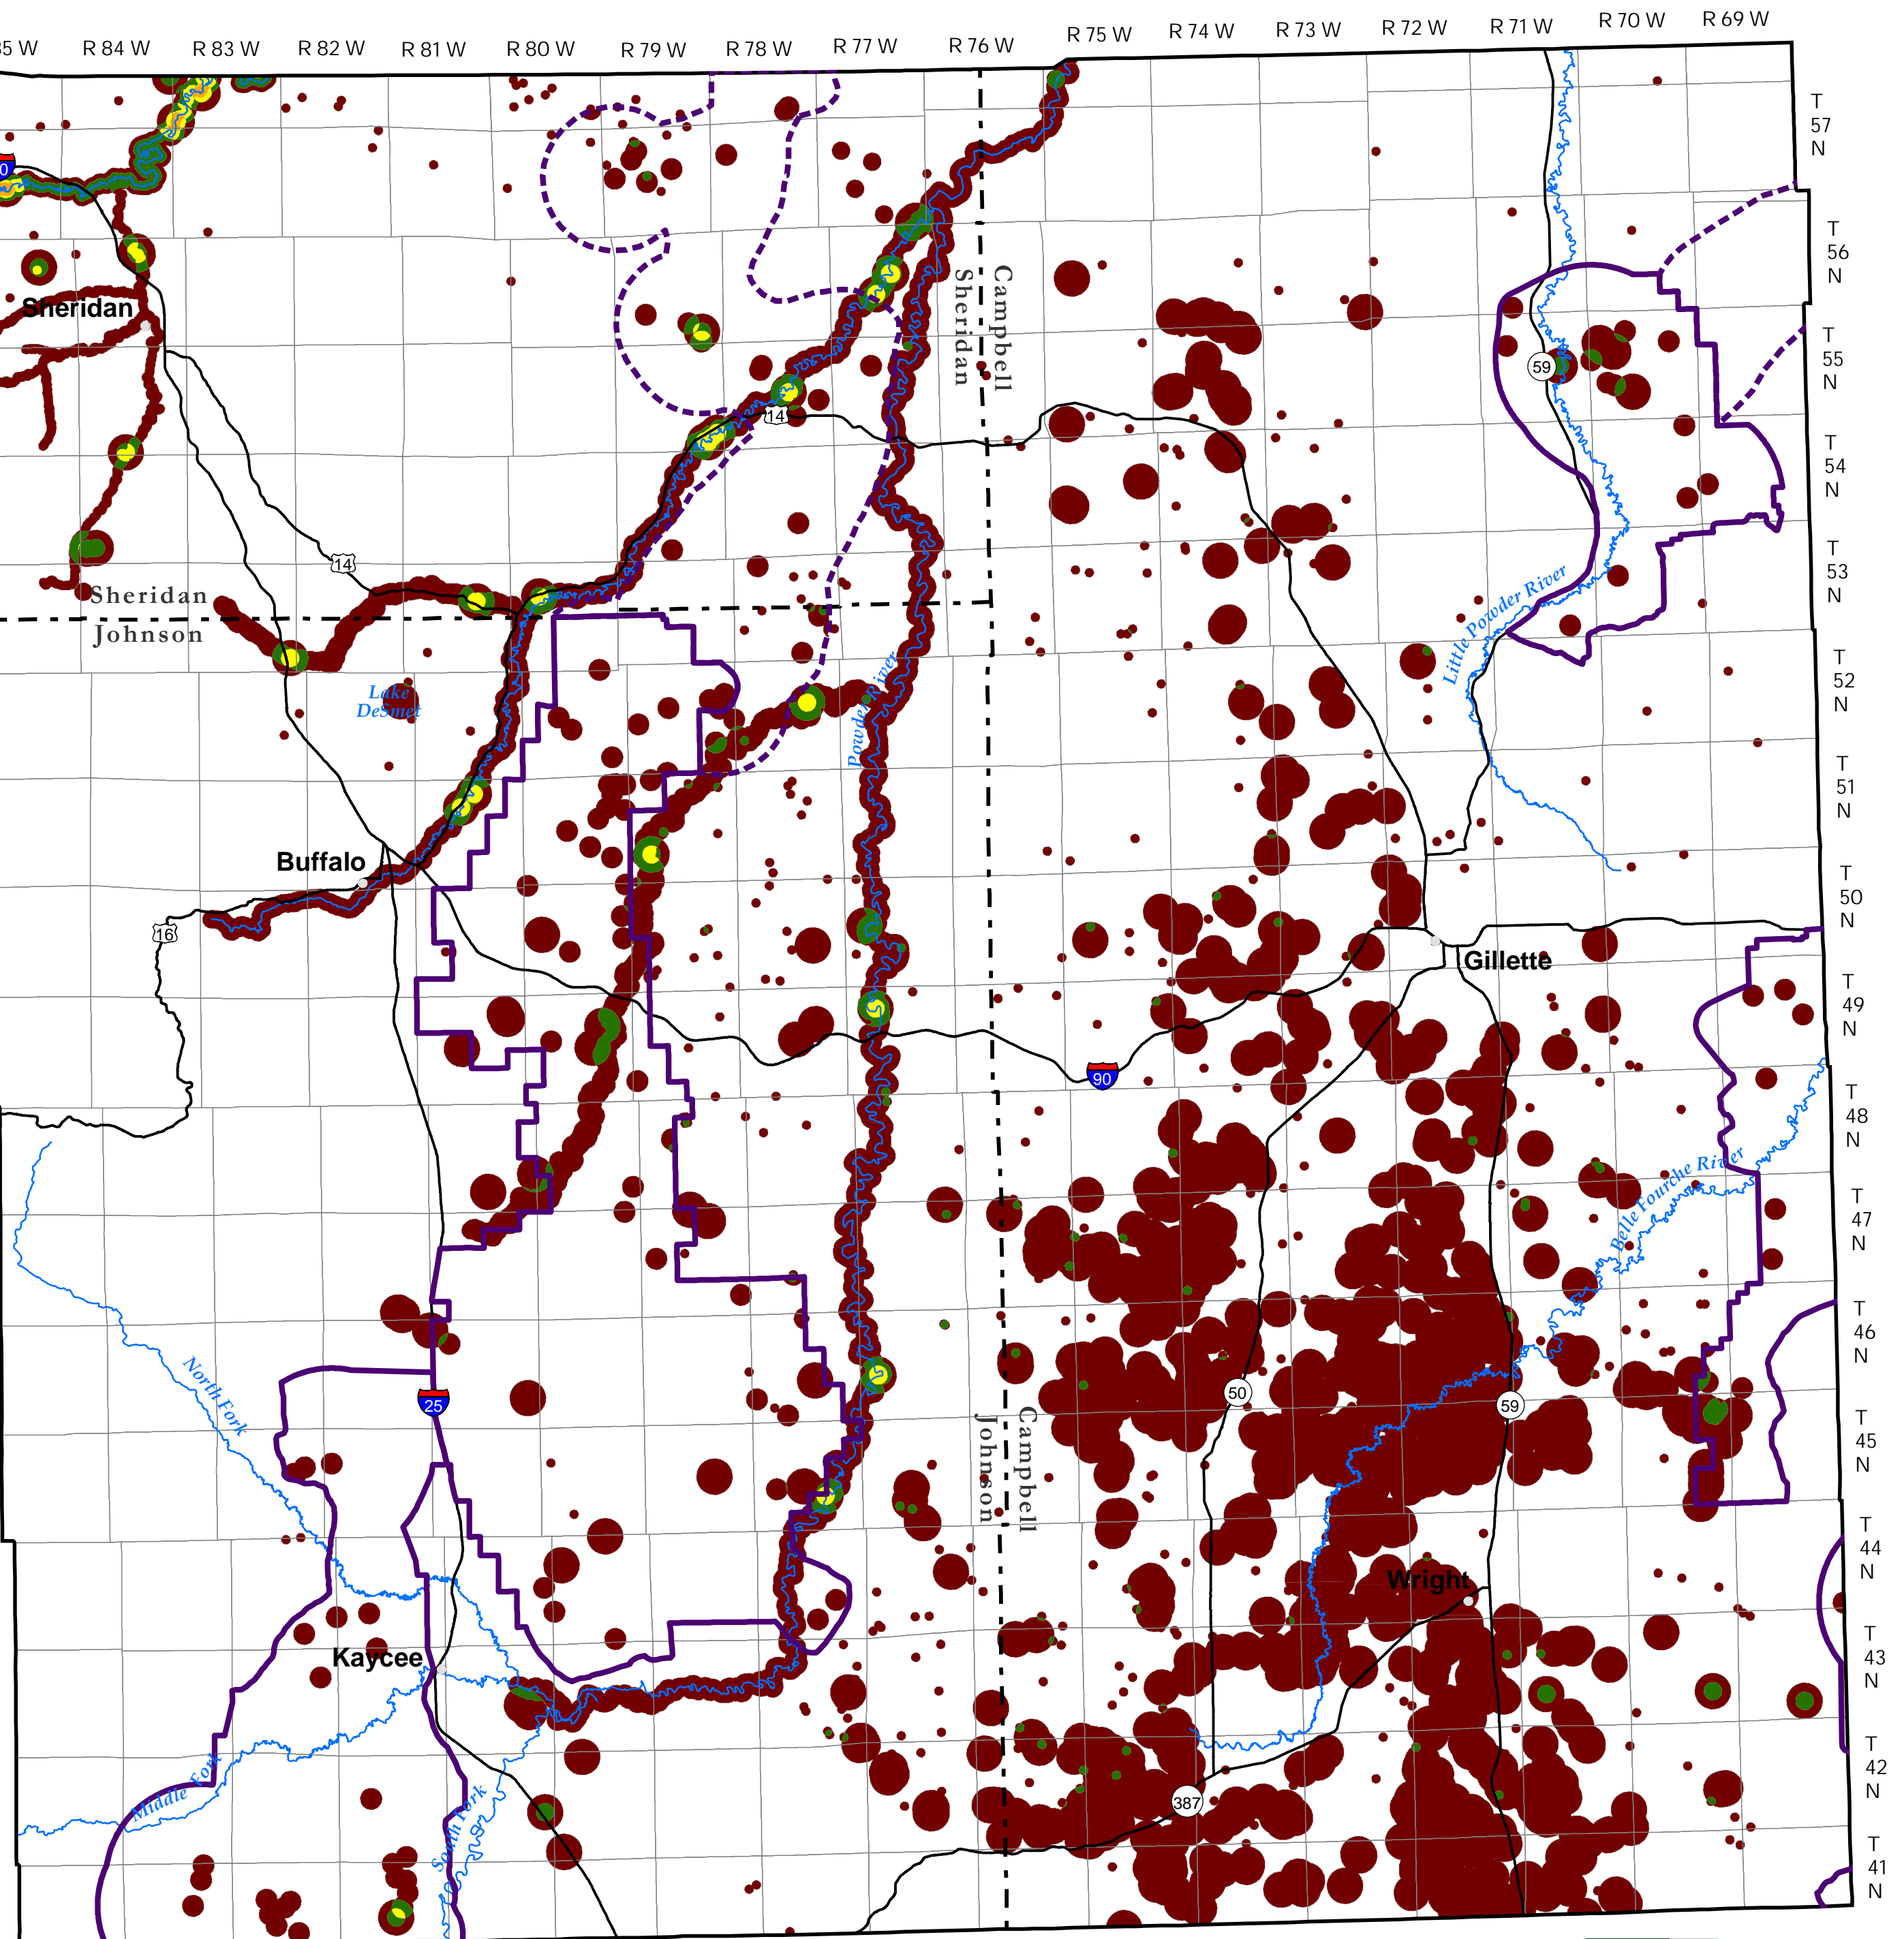 35 W R 84 W R 83 W R 82 W R 81 W R 80 W R 79 W R 78 W R 77 W R 76 W R 75 W R 74 W R 73 W R 72 W R 71 W R 70 W R 69 W
T
57
N
0
T
56
N
Campbell
Sheridan
Sheridan
T
55
N
59
14
T
54
N
14
T
53
N
Sheridan
Johnson
Little Powder River
T
52
N
Lake
DeSmet
Powder River
T
51
N
Buffalo
T
50
N
16
Gillette
T
49
N
90
T
48
N
Belle Fourche River
T
47
N
T
46
N
North Fork
50
25
59
Campbell
Johnson
T
45
N
T
44
N
Wright
T
43
N
Kaycee
T
42
N
Middle Fork
387
South Fork
T
41
N